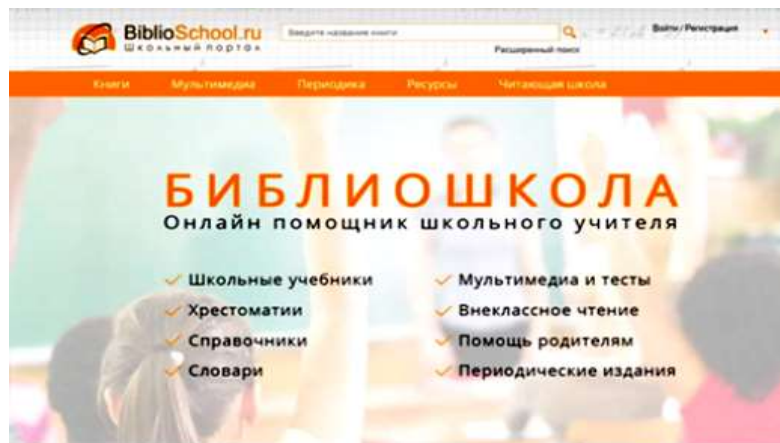 BiblioSchool.ru
Школьный портал
Введите название книги
Расширенный поиск
Войти / Регистрация
Книги Мультимедиа Периодика Ресурсы Читающая школа
БИБЛИОШКОЛА
Онлайн помощник школьного учителя
Школьные учебники
Хрестоматии
Справочники
Словари
Мультимедиа и тесты
Внеклассное чтение
Помощь родителям
Периодические издания